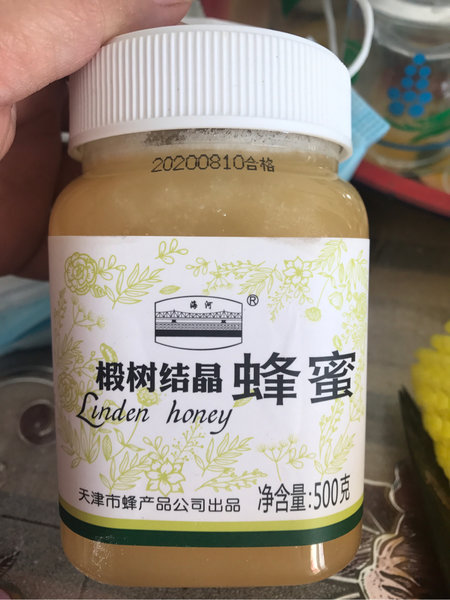 20200810合格
海河
®
椴树结晶蜂蜜
Linden honey
天津市蜂产品公司出品 净含量:500克